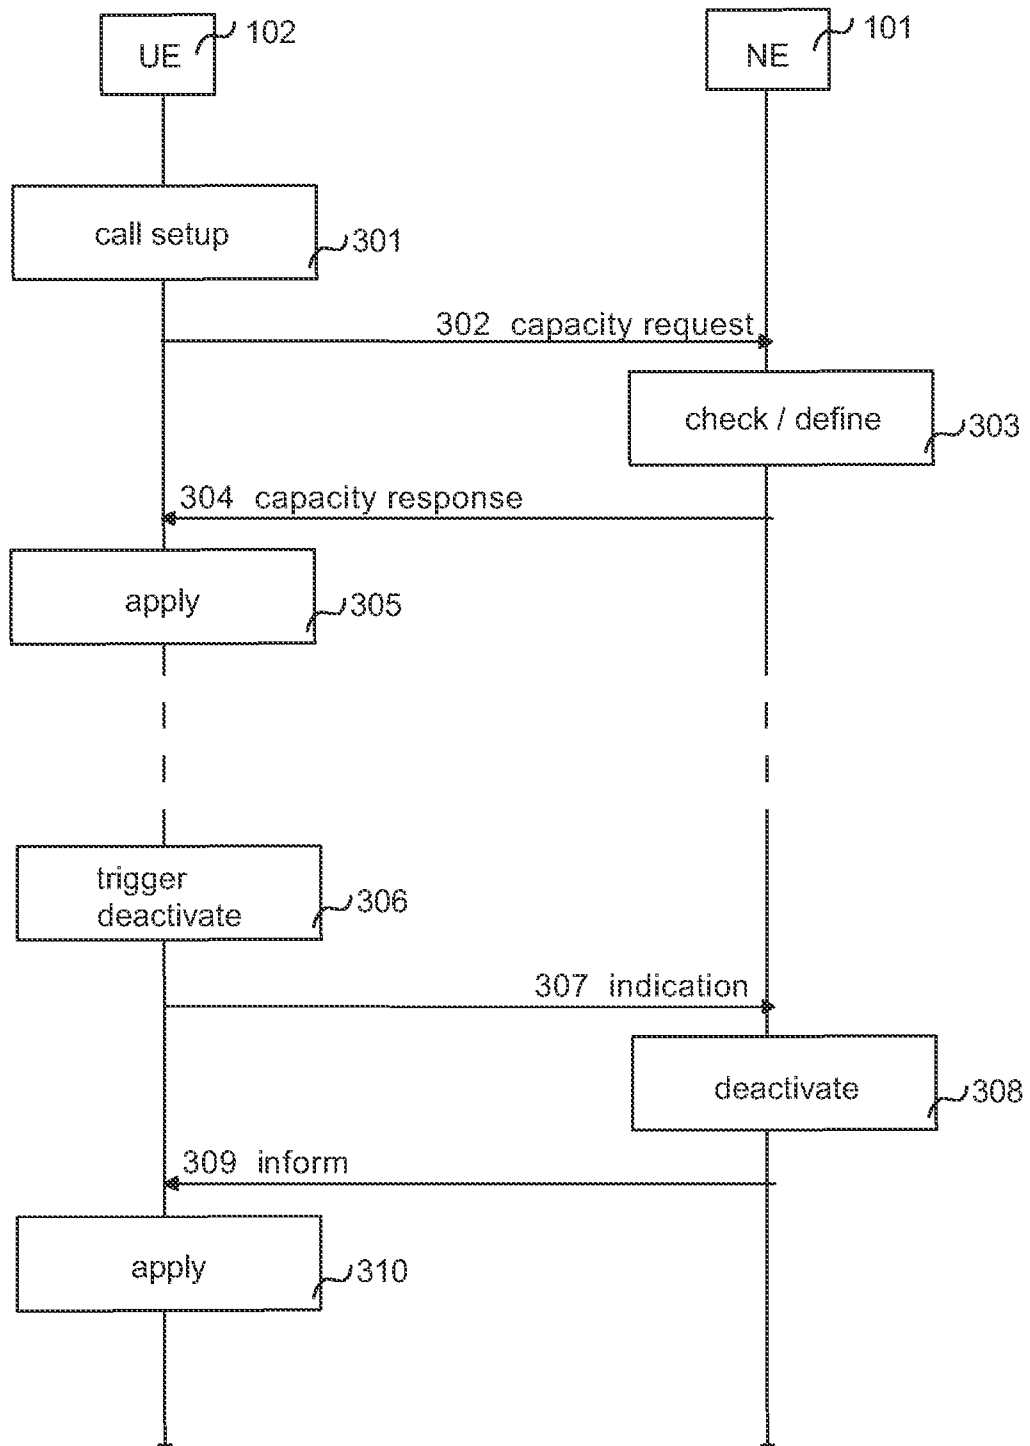 UE
102
NE
101
call setup
301
302 capacity request
check / define
303
304 capacity response
apply
305
trigger
deactivate
306
307 indication
deactivate
308
309 inform
apply
310